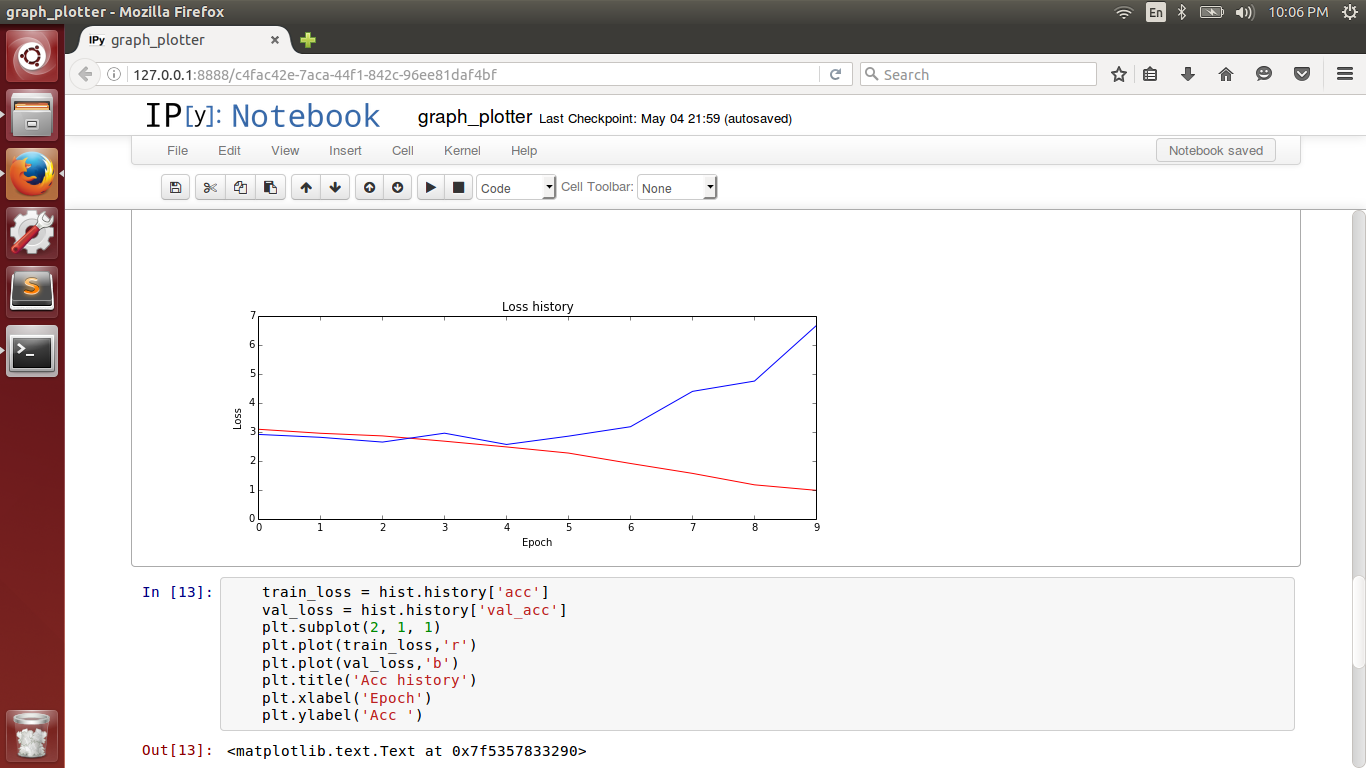 graph_plotter - Mozilla Firefox
En
10:06 PM
IPy graph_plotter
127.0.0.1:8888/c4fac42e-7aca-44f1-842c-96ee81daf4bf
Search
IP[y]: Notebook
graph_plotter Last Checkpoint: May 04 21:59 (autosaved)
File Edit View Insert Cell Kernel Help
Notebook saved
Code
Cell Toolbar:
None
Loss history
7
6
5
4
3
2
1
0
Loss
0 1 2 3 4 5 6 7 8 9
Epoch
In [13]:
train_loss = hist.history['acc']
val_loss = hist.history['val_acc']
plt.subplot(2, 1, 1)
plt.plot(train_loss,'r')
plt.plot(val_loss,'b')
plt.title('Acc history')
plt.xlabel('Epoch')
plt.ylabel('Acc ')
Out[13]: <matplotlib.text.Text at 0x7f5357833290>